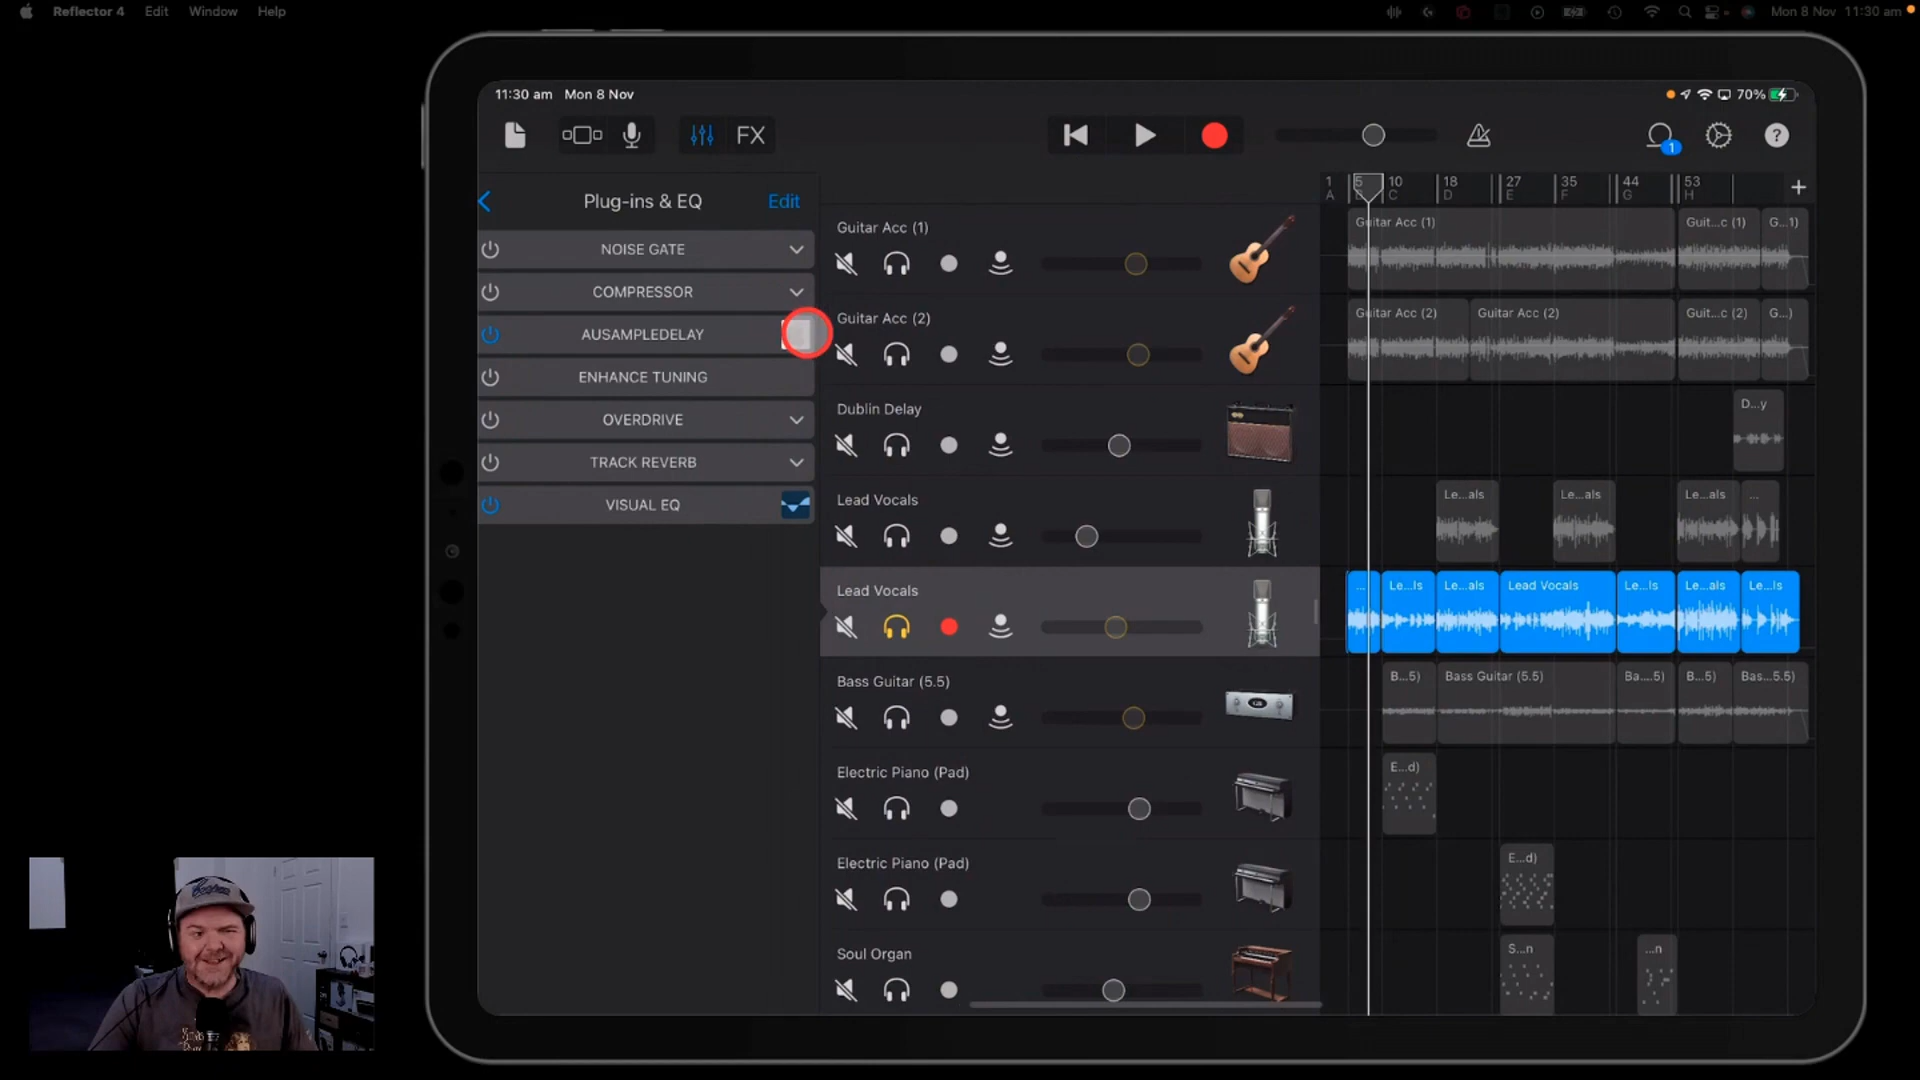 Reflector 4 Edit Window Help
Mon 8 Nov 11:30 am
11:30 am Mon 8 Nov
70%
FX
1
?
Plug-ins & EQ
Edit
NOISE GATE
COMPRESSOR
AUSAMPLEDELAY
ENHANCE TUNING
OVERDRIVE
TRACK REVERB
VISUAL EQ
1 5 10 18 27 35 44 53
A C D E F G H
+
Guitar Acc (1)
Guitar Acc (1)
Guit...c (1)
G...1)
Guitar Acc (2)
Guitar Acc (2)
Guitar Acc (2)
Guit...c (2)
G...)
Dublin Delay
D...y
Lead Vocals
Le...als
Le...als
Le...als
...
Lead Vocals
...
Le...ls
Le...als
Lead Vocals
Le...ls
Le...als
Le...ls
Bass Guitar (5.5)
B...5)
Bass Guitar (5.5)
Ba....5)
B...5)
Bas...5.5)
Electric Piano (Pad)
E...d)
Electric Piano (Pad)
E...d)
Soul Organ
S...n
...n